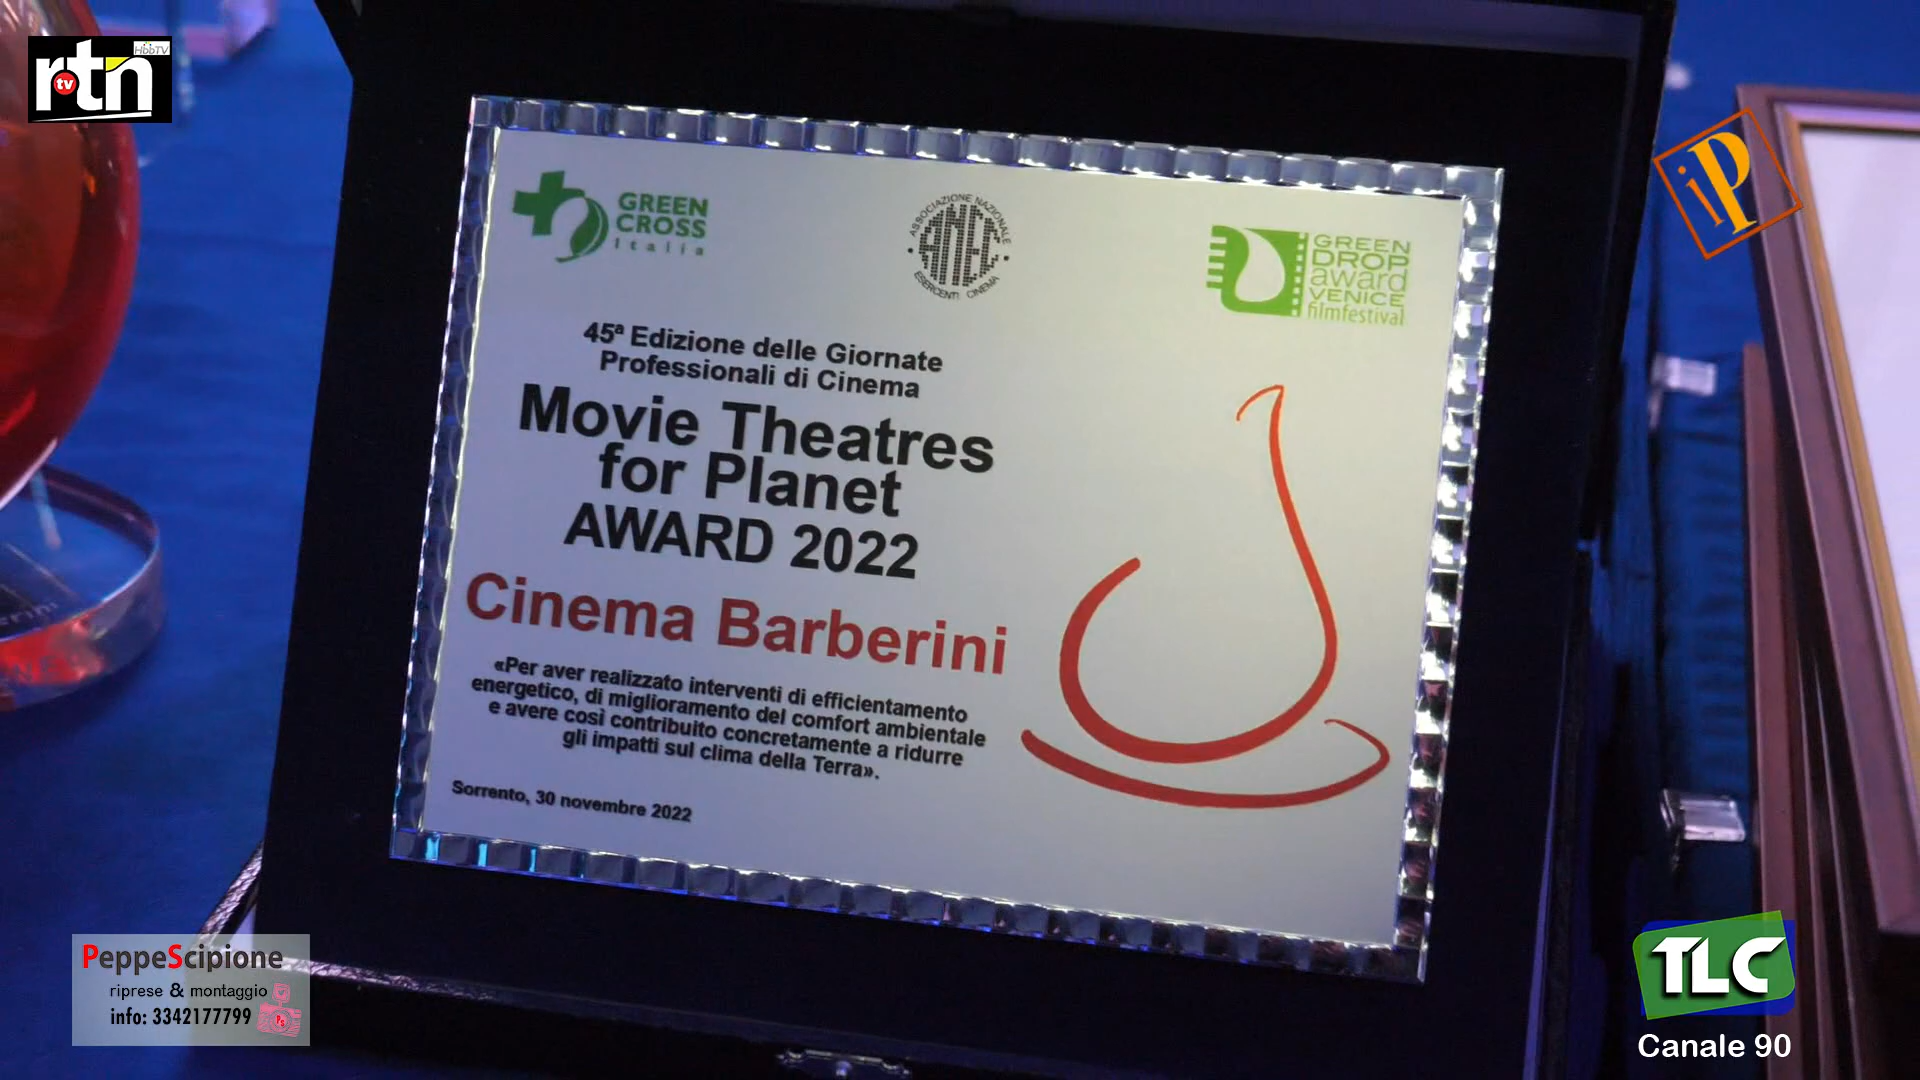 rtn
tv
HbbTV
iP
GREEN
CROSS
Italia
ASSOCIAZIONE NAZIONALE
ANEC
ESERCENTI CINEMA
GREEN
DROP
award
VENICE
filmfestival
45ª Edizione delle Giornate
Professionali di Cinema
Movie Theatres
for Planet
AWARD 2022
Cinema Barberini
«Per aver realizzato interventi di efficientamento
energetico, di miglioramento del comfort ambientale
e avere così contribuito concretamente a ridurre
gli impatti sul clima della Terra».
Sorrento, 30 novembre 2022
PeppeScipione
riprese & montaggio
info: 3342177799
TLC
Canale 90